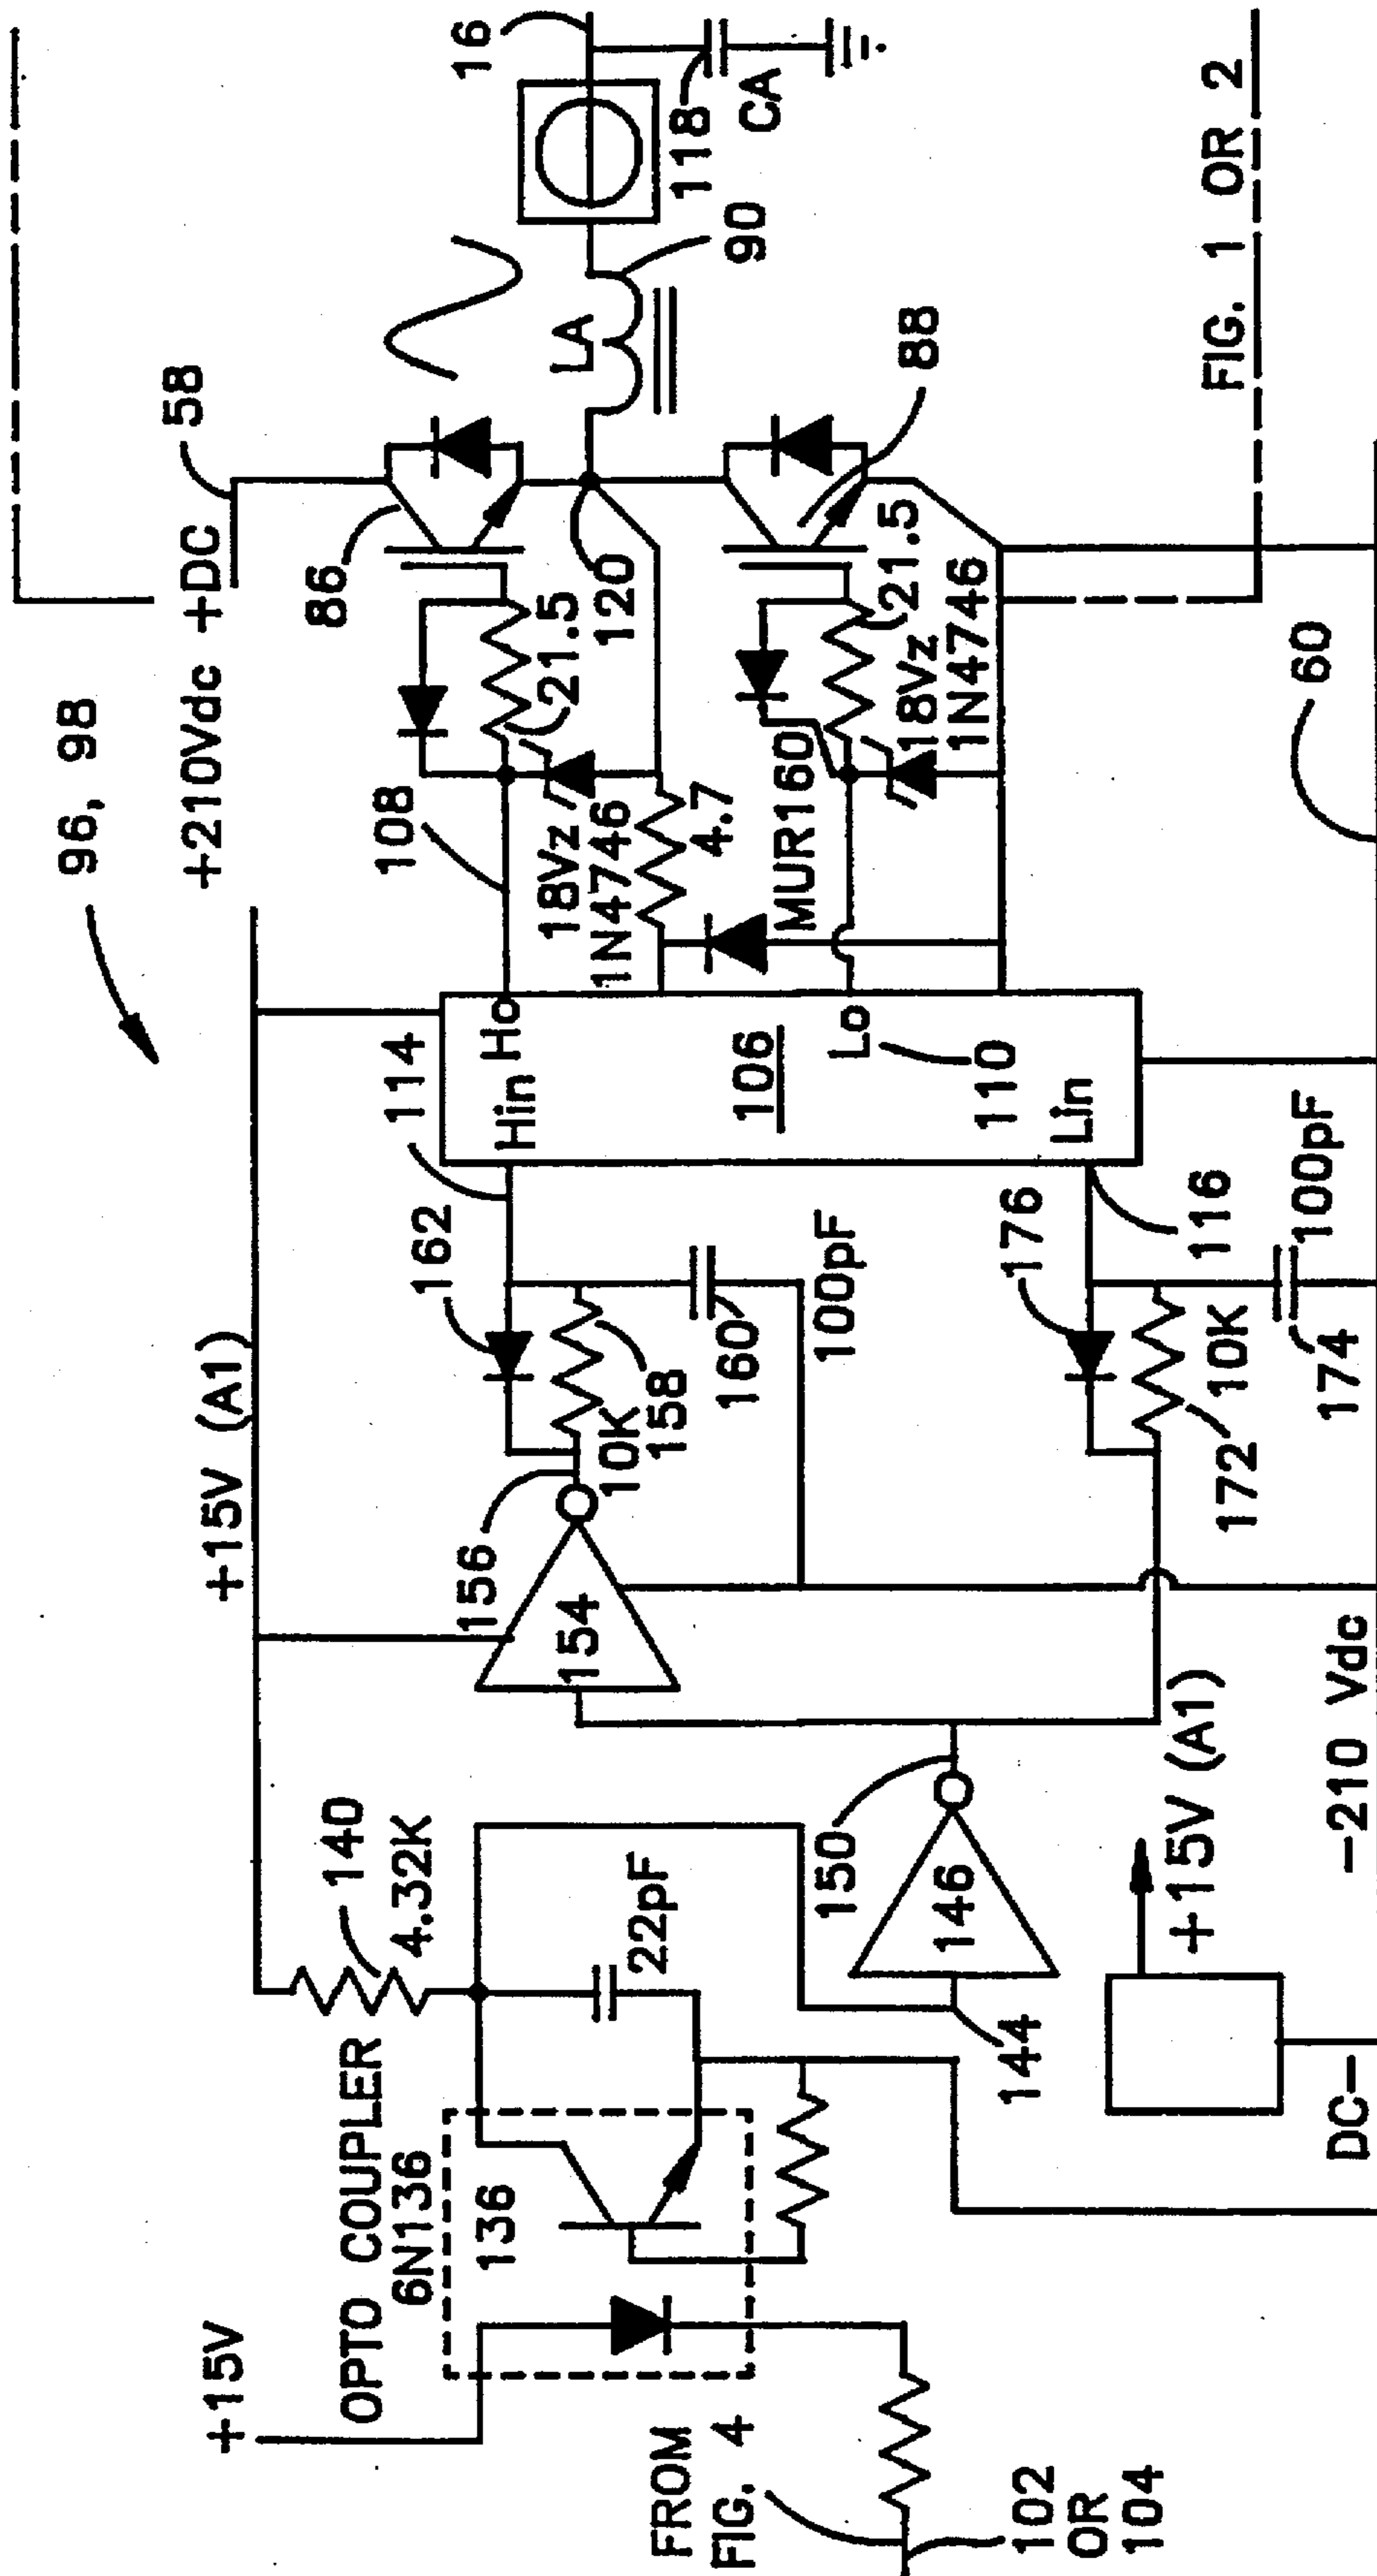 96, 98
+210Vdc +DC
58
+15V (A1)
+15V
OPTO COUPLER
6N136
136
140
4.32K
22pF
144
146
150
154
156
10K
158
160
100pF
162
114
Hin
Ho
106
Lo
110
Lin
108
18Vz
1N4746
4.7
21.5
86
120
LA
90
16
118
CA
MUR160
18Vz
1N4746
21.5
88
FIG. 1 OR 2
176
116
172
10K
174
100pF
+15V (A1)
DC-
-210 Vdc
60
FROM
FIG. 4
102
OR
104